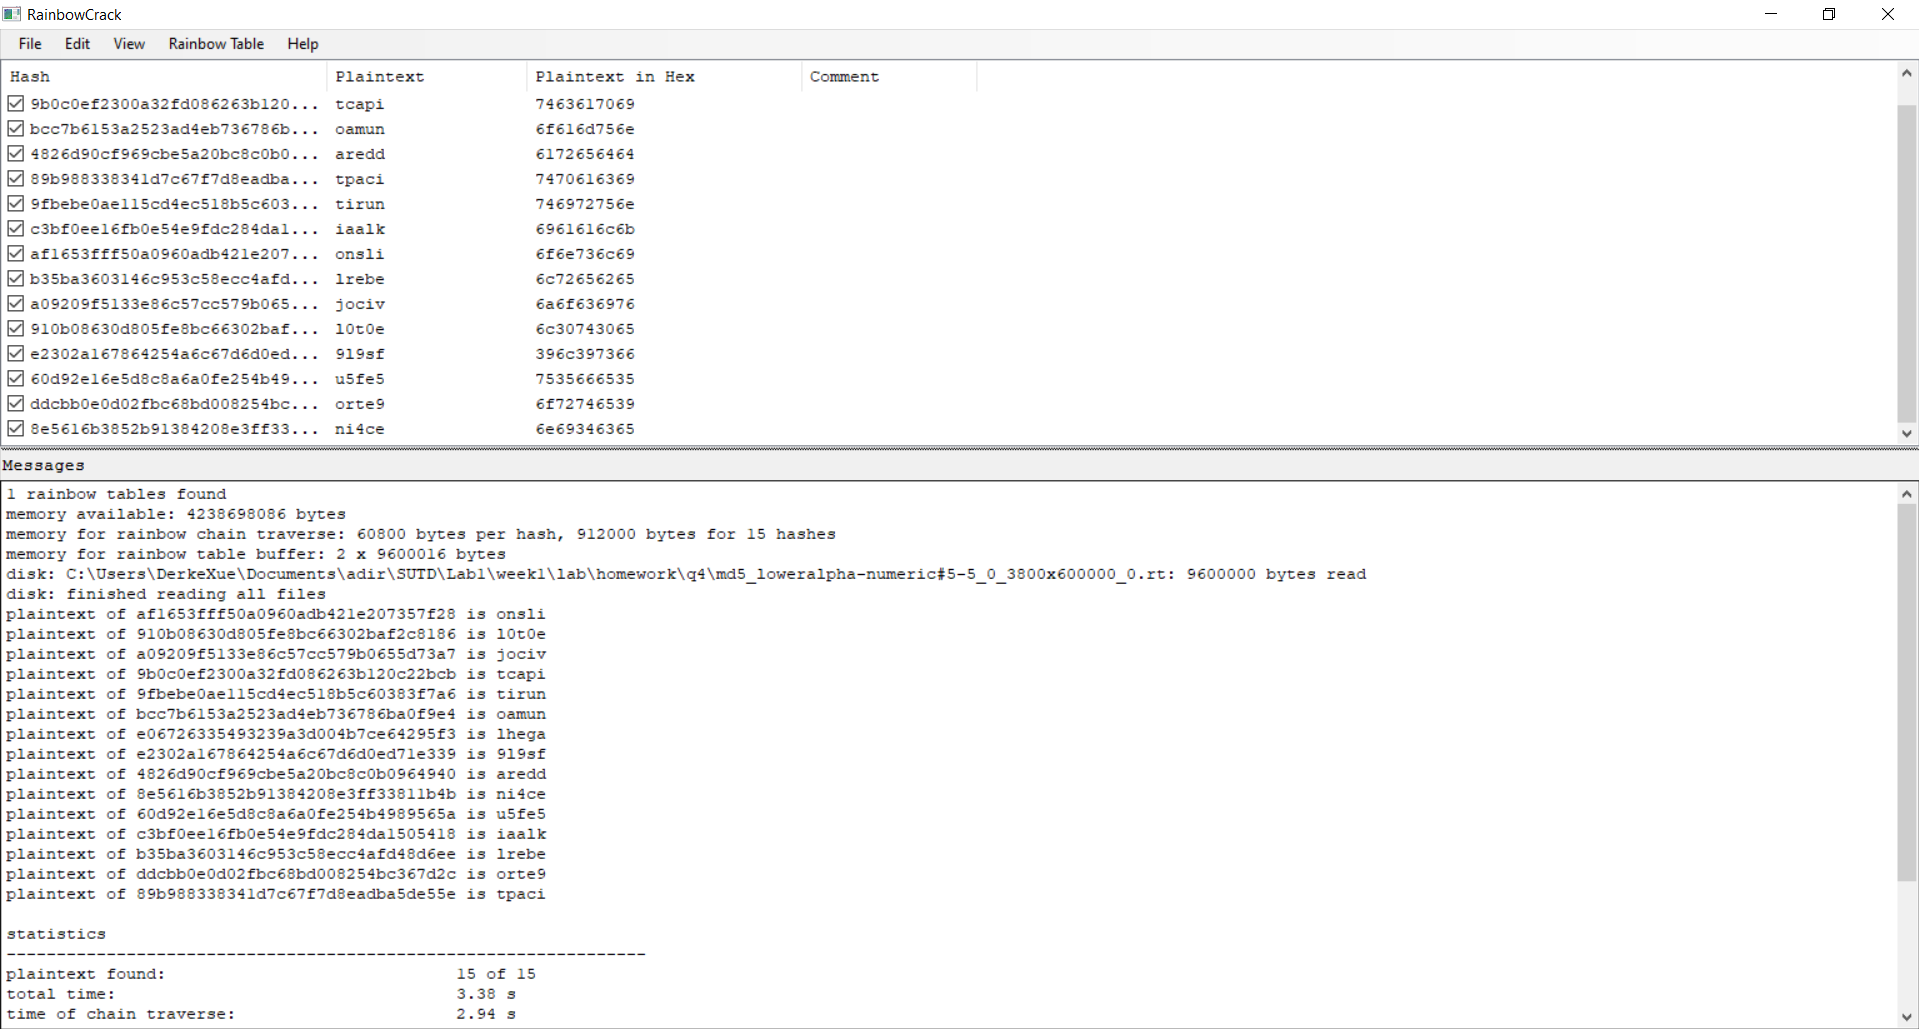 RainbowCrack
File Edit View Rainbow Table Help
Hash Plaintext Plaintext in Hex Comment
9b0c0ef2300a32fd086263b120... tcapi 7463617069
bcc7b6153a2523ad4eb736786b... oamun 6f616d756e
4826d90cf969cbe5a20bc8c0b0... aredd 6172656464
89b988338341d7c67f7d8eadba... tpaci 7470616369
9fbebe0ae115cd4ec518b5c603... tirun 746972756e
c3bf0ee16fb0e54e9fdc284da1... iaalk 6961616c6b
af1653fff50a0960adb421e207... onsli 6f6e736c69
b35ba3603146c953c58ecc4afd... lrebe 6c72656265
a09209f5133e86c57cc579b065... jociv 6a6f636976
910b08630d805fe8bc66302baf... l0t0e 6c30743065
e2302a167864254a6c67d6d0ed... 9l9sf 396c397366
60d92e16e5d8c8a6a0fe254b49... u5fe5 7535666535
ddcbb0e0d02fbc68bd008254bc... orte9 6f72746539
8e5616b3852b91384208e3ff33... ni4ce 6e69346365
Messages
1 rainbow tables found
memory available: 4238698086 bytes
memory for rainbow chain traverse: 60800 bytes per hash, 912000 bytes for 15 hashes
memory for rainbow table buffer: 2 x 9600016 bytes
disk: C:\Users\DerkeXue\Documents\adir\SUTD\Lab1\week1\lab\homework\q4\md5_loweralpha-numeric#5-5_0_3800x600000_0.rt: 9600000 bytes read
disk: finished reading all files
plaintext of af1653fff50a0960adb421e207357f28 is onsli
plaintext of 910b08630d805fe8bc66302baf2c8186 is l0t0e
plaintext of a09209f5133e86c57cc579b0655d73a7 is jociv
plaintext of 9b0c0ef2300a32fd086263b120c22bcb is tcapi
plaintext of 9fbebe0ae115cd4ec518b5c60383f7a6 is tirun
plaintext of bcc7b6153a2523ad4eb736786ba0f9e4 is oamun
plaintext of e06726335493239a3d004b7ce64295f3 is lhega
plaintext of e2302a167864254a6c67d6d0ed71e339 is 9l9sf
plaintext of 4826d90cf969cbe5a20bc8c0b0964940 is aredd
plaintext of 8e5616b3852b91384208e3ff33811b4b is ni4ce
plaintext of 60d92e16e5d8c8a6a0fe254b4989565a is u5fe5
plaintext of c3bf0ee16fb0e54e9fdc284da1505418 is iaalk
plaintext of b35ba3603146c953c58ecc4afd48d6ee is lrebe
plaintext of ddcbb0e0d02fbc68bd008254bc367d2c is orte9
plaintext of 89b988338341d7c67f7d8eadba5de55e is tpaci
statistics
----------------------------------------------------------------
plaintext found: 15 of 15
total time: 3.38 s
time of chain traverse: 2.94 s